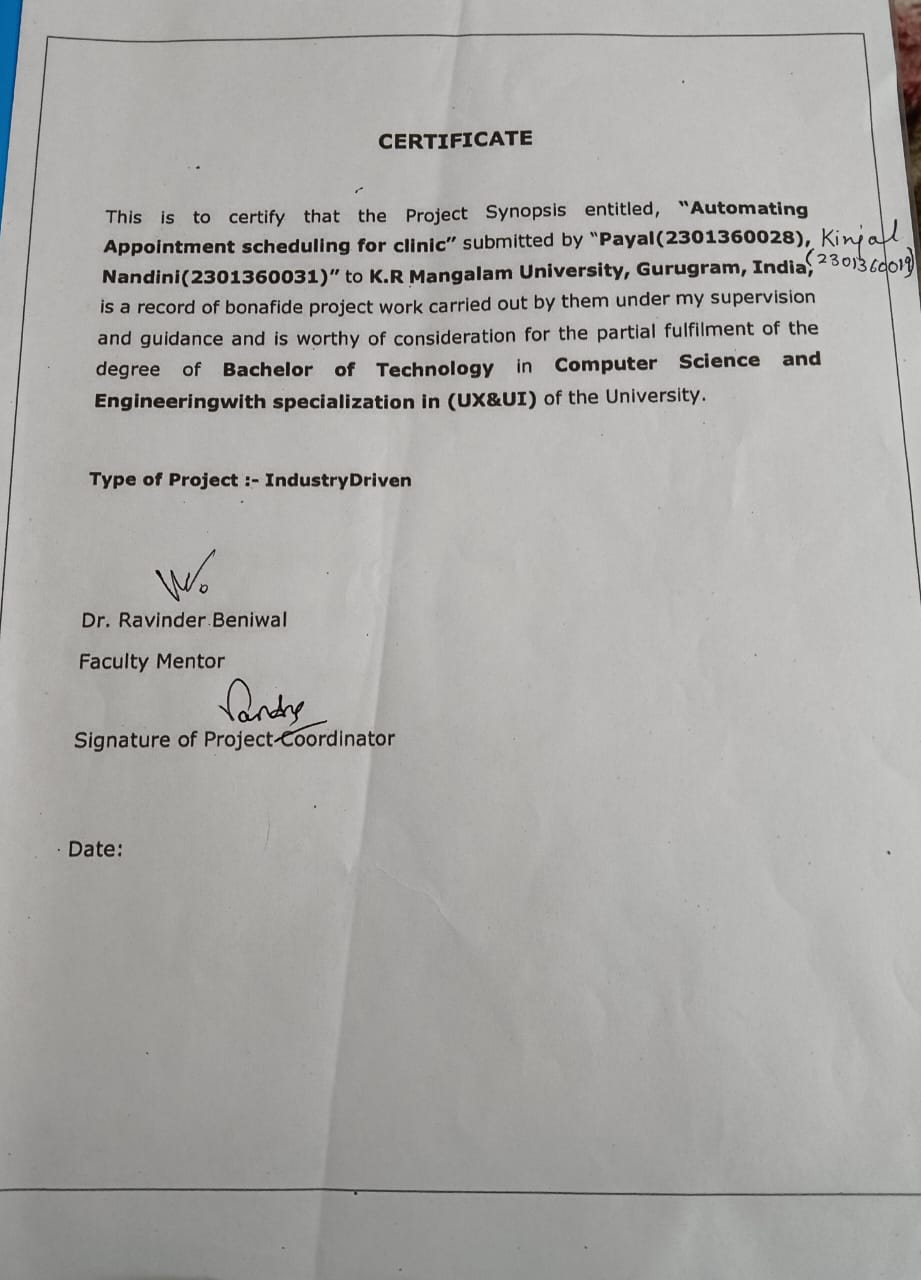 CERTIFICATE
This is to certify that the Project Synopsis entitled, “Automating
Appointment scheduling for clinic” submitted by “Payal(2301360028), Kinjal
Nandini(2301360031)” to K.R Mangalam University, Gurugram, India, (2301360019)
is a record of bonafide project work carried out by them under my supervision
and guidance and is worthy of consideration for the partial fulfilment of the
degree of Bachelor of Technology in Computer Science and
Engineeringwith specialization in (UX&UI) of the University.
Type of Project :- IndustryDriven
Dr. Ravinder Beniwal
Faculty Mentor
Signature of Project Coordinator
Date: